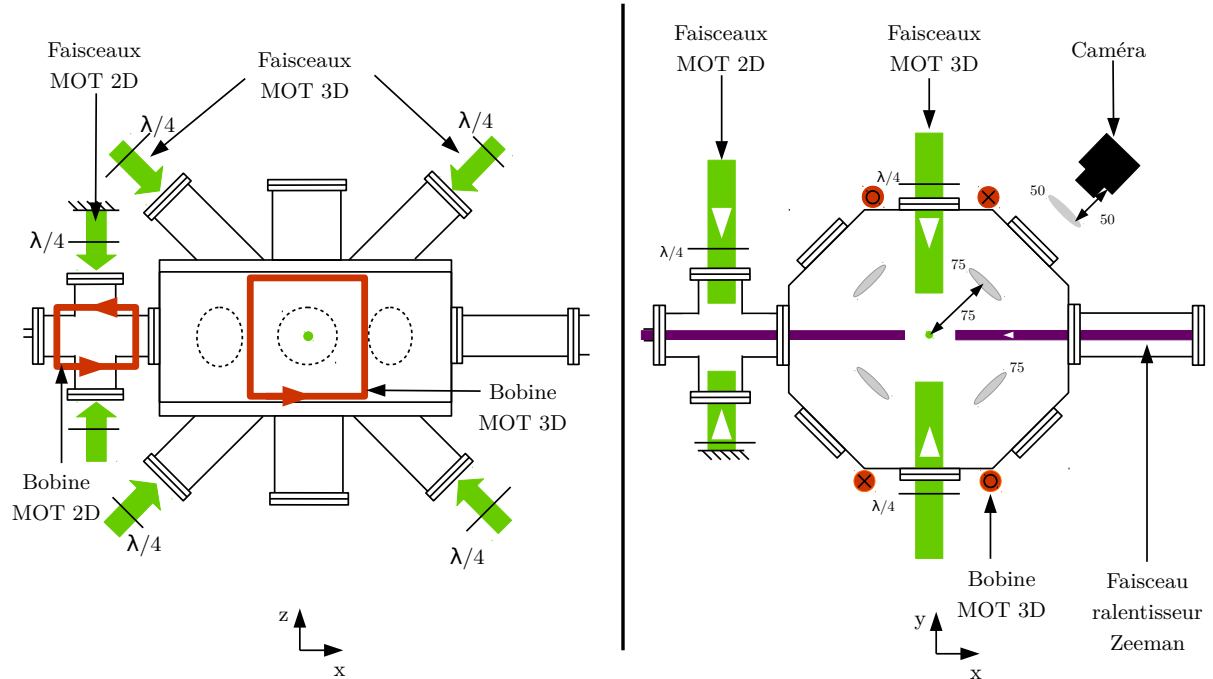 Faisceaux
MOT 2D
Faisceaux
MOT 3D
λ/4
λ/4
λ/4
Bobine
MOT 3D
Bobine
MOT 2D
λ/4
λ/4
z
x
Faisceaux
MOT 2D
Faisceaux
MOT 3D
Caméra
λ/4
50
50
λ/4
75
75
75
λ/4
Bobine
MOT 3D
Faisceau
ralentisseur
Zeeman
y
x